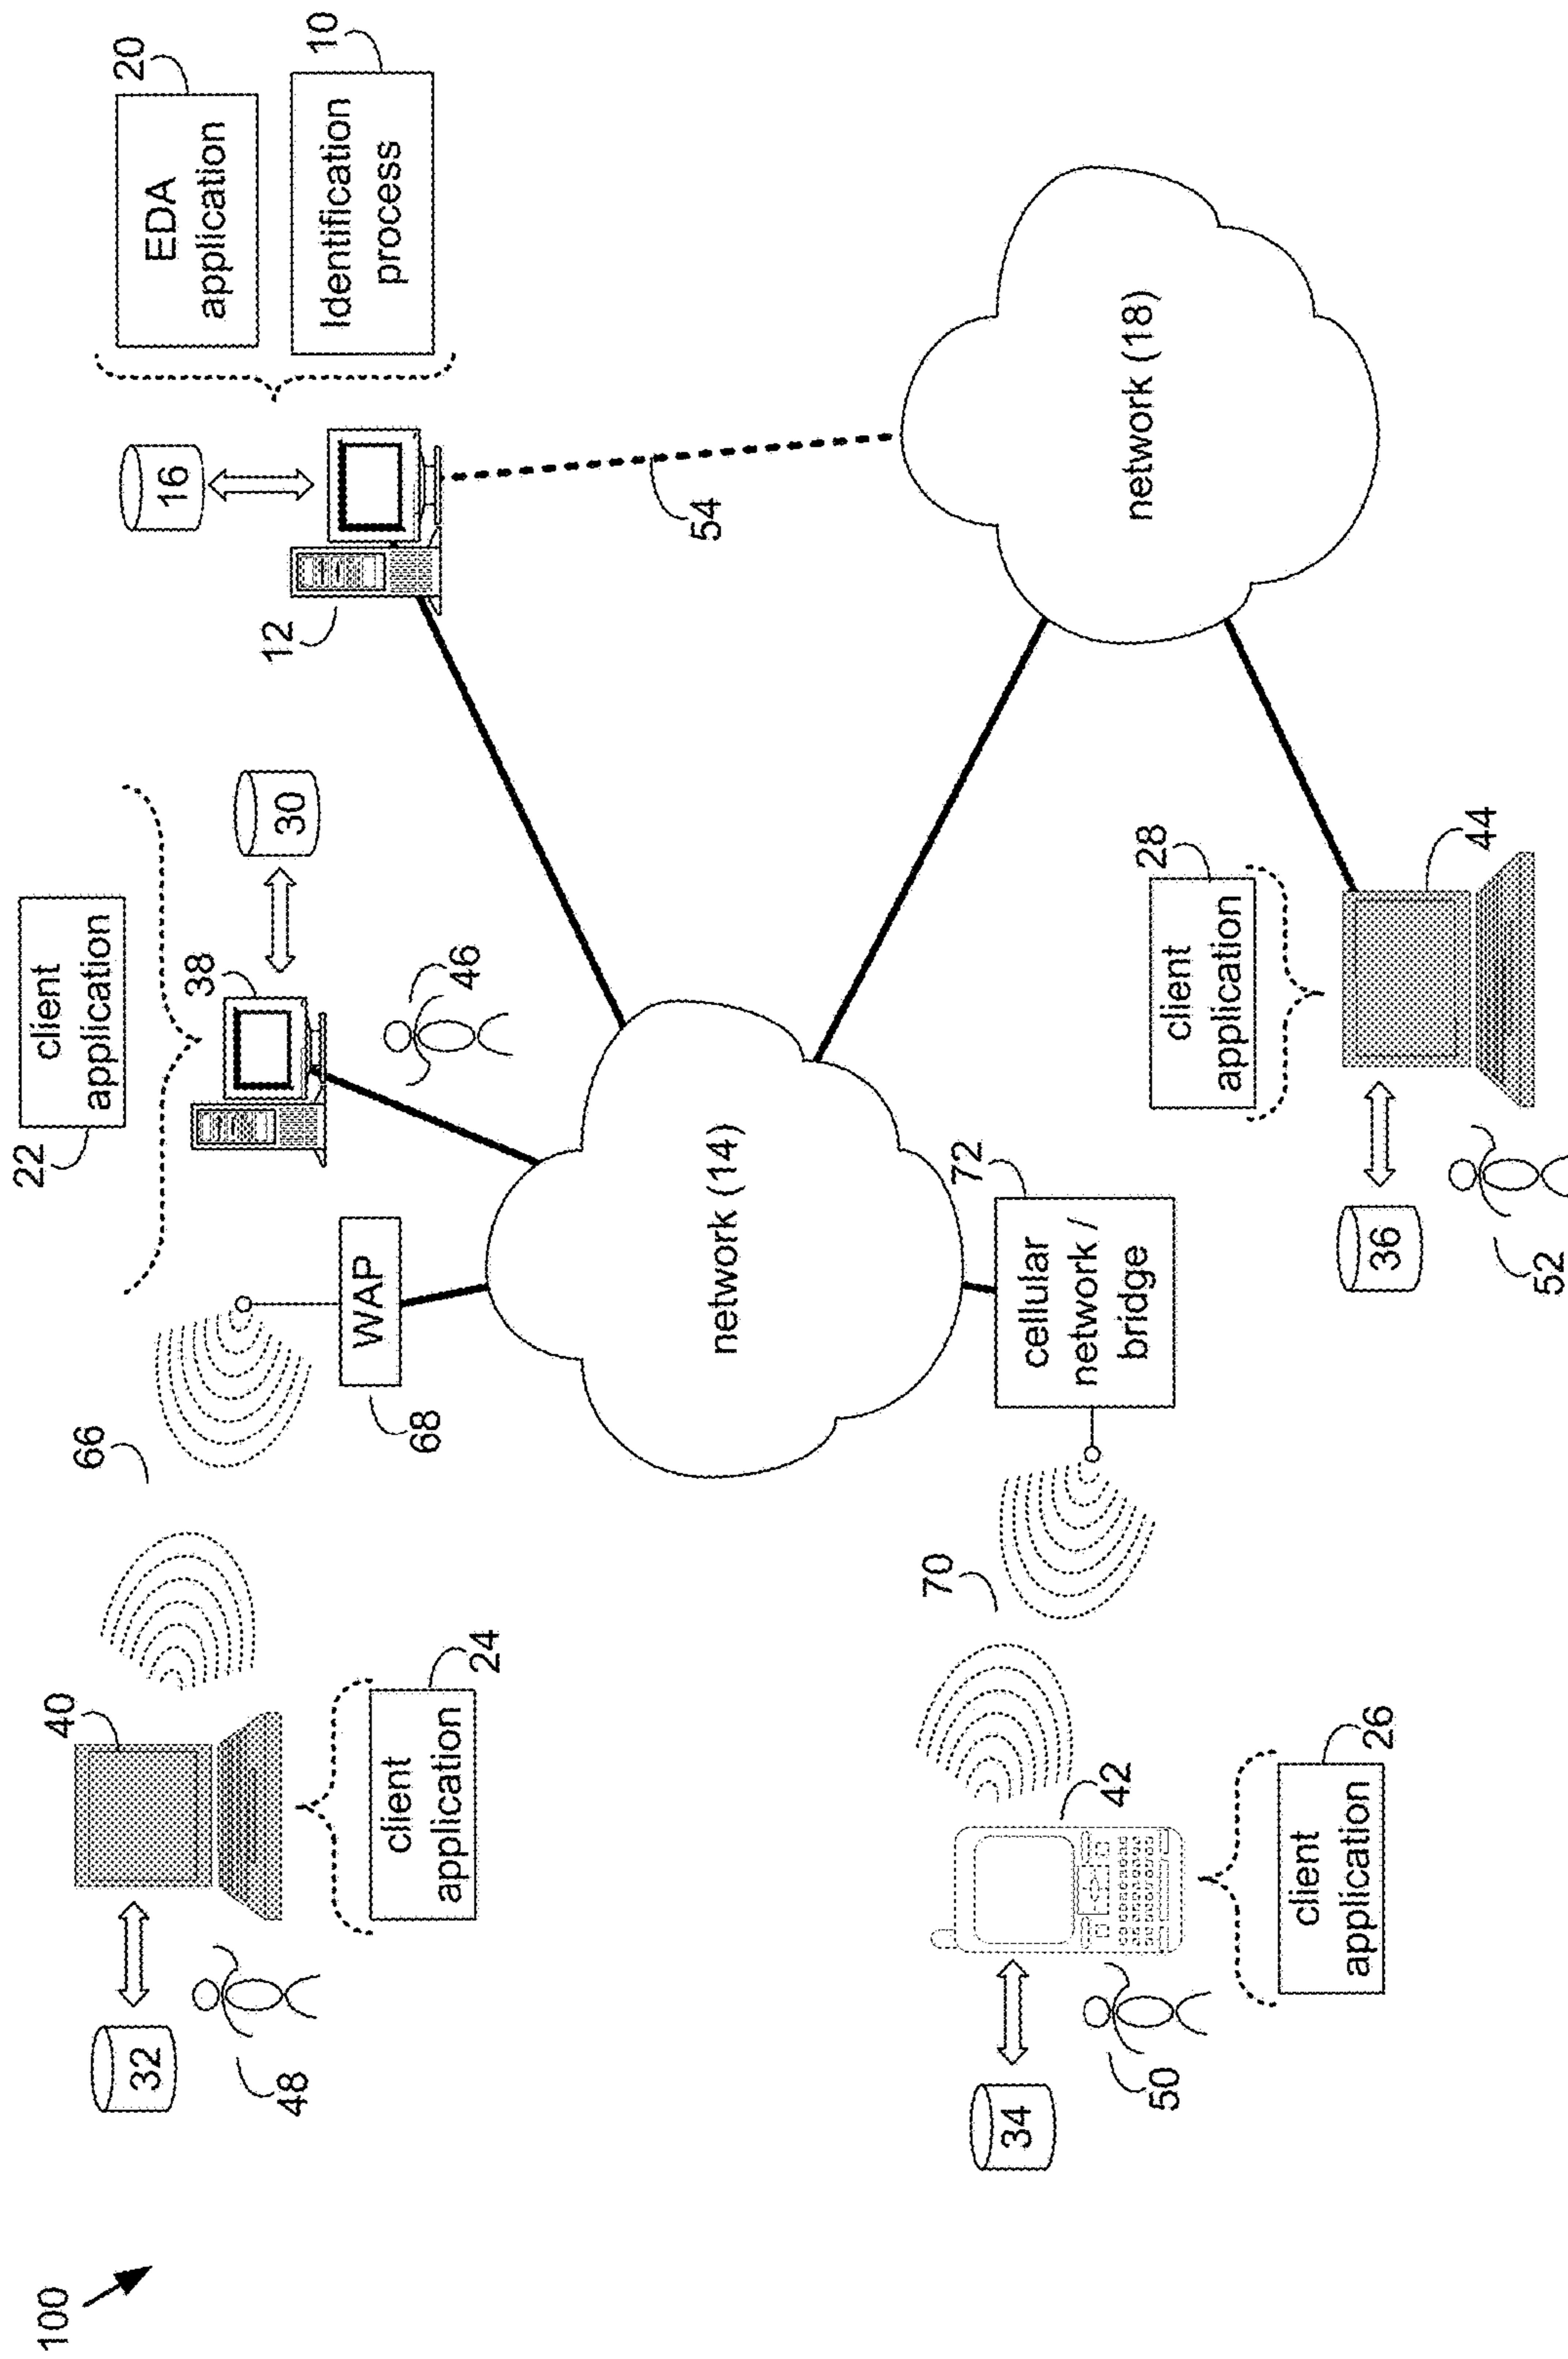 100
32
48
40
66
client
application
24
22
client
application
38
30
46
WAP
68
16
12
EDA
application
20
Identification
process
10
54
network (14)
network (18)
34
50
42
70
client
application
26
cellular
network /
bridge
72
client
application
28
36
52
44